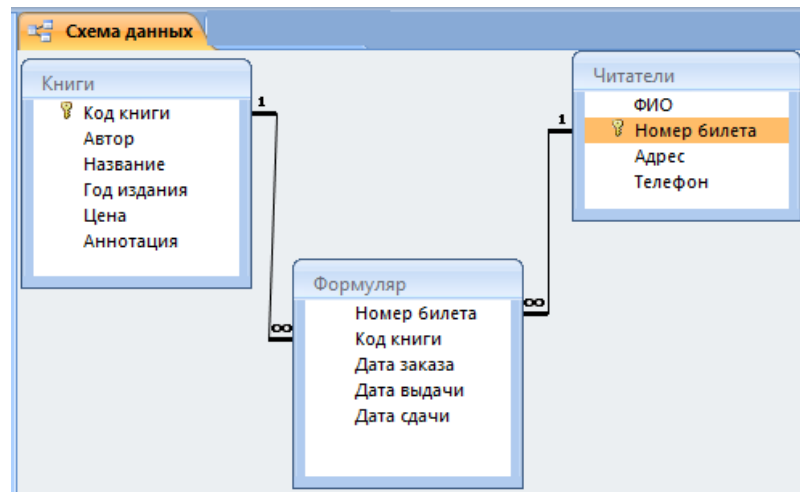 Схема данных
Книги
Код книги
Автор
Название
Год издания
Цена
Аннотация
1
∞
Читатели
ФИО
Номер билета
Адрес
Телефон
1
∞
Формуляр
Номер билета
Код книги
Дата заказа
Дата выдачи
Дата сдачи